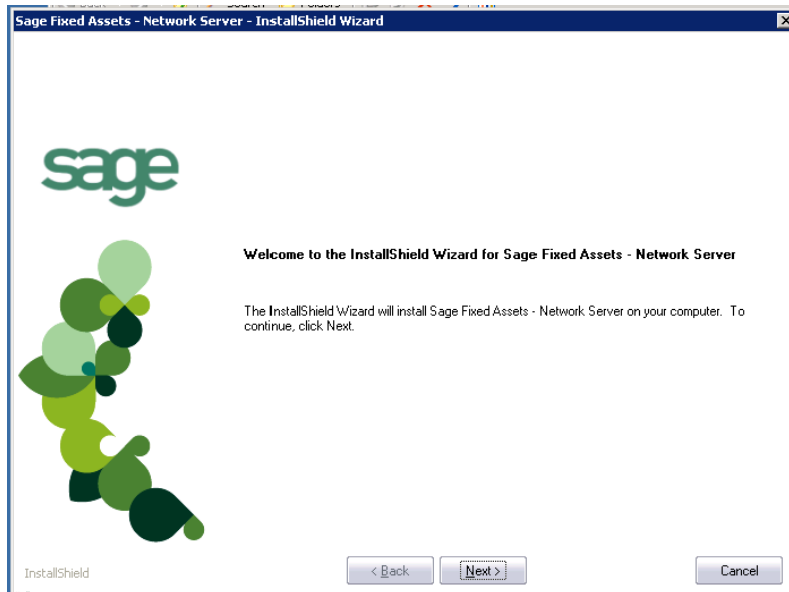 Sage Fixed Assets - Network Server - InstallShield Wizard
sage
Welcome to the InstallShield Wizard for Sage Fixed Assets - Network Server
The InstallShield Wizard will install Sage Fixed Assets - Network Server on your computer. To
continue, click Next.
InstallShield
< Back
Next >
Cancel